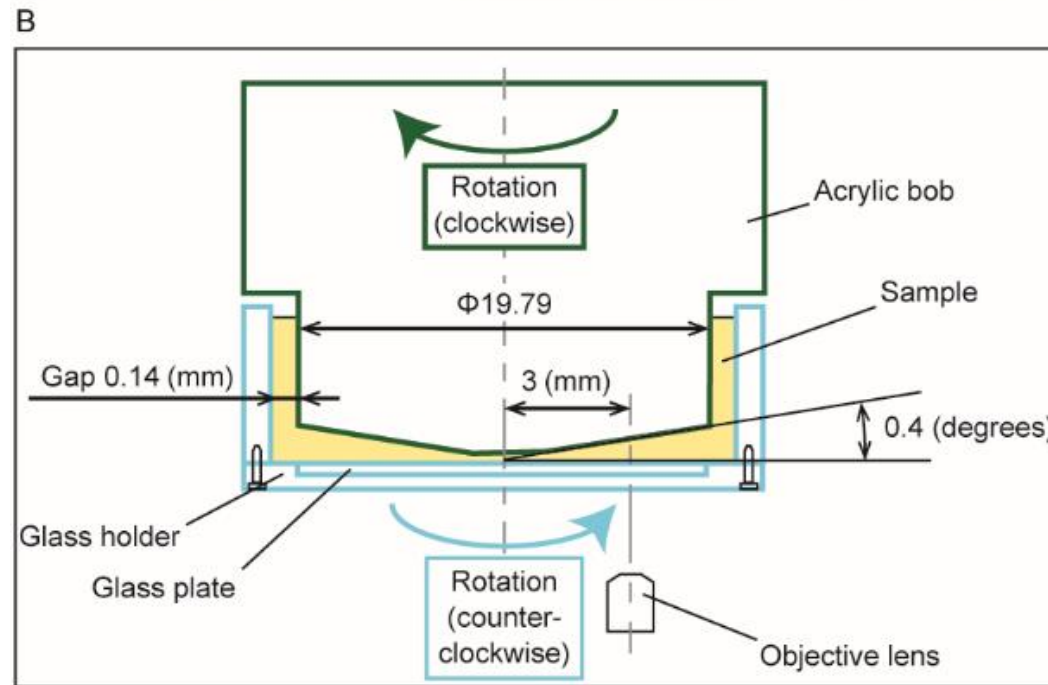 B
Rotation
(clockwise)
Acrylic bob
Φ19.79
Sample
Gap 0.14 (mm)
3 (mm)
0.4 (degrees)
Glass holder
Glass plate
Rotation
(counter-
clockwise)
Objective lens